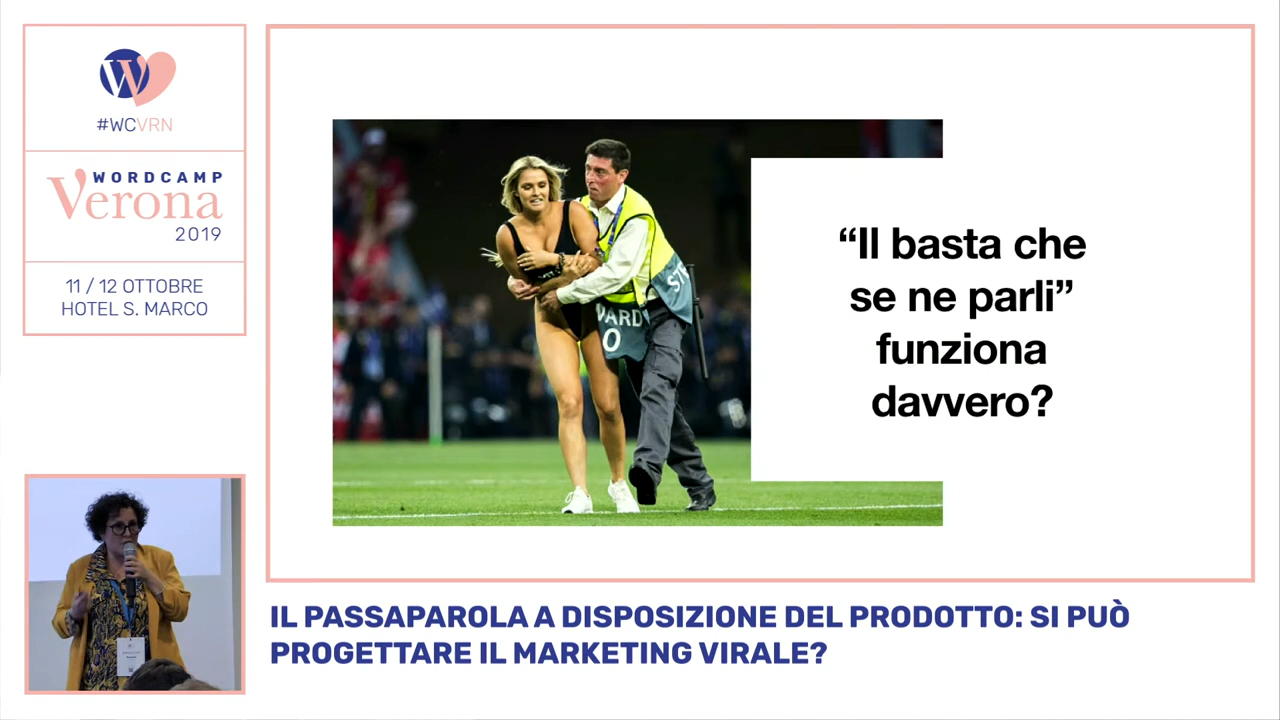 #WCVRN
WORDCAMP
Verona
2019
11 / 12 OTTOBRE
HOTEL S. MARCO
“Il basta che
se ne parli”
funziona
davvero?
IL PASSAPAROLA A DISPOSIZIONE DEL PRODOTTO: SI PUÒ
PROGETTARE IL MARKETING VIRALE?